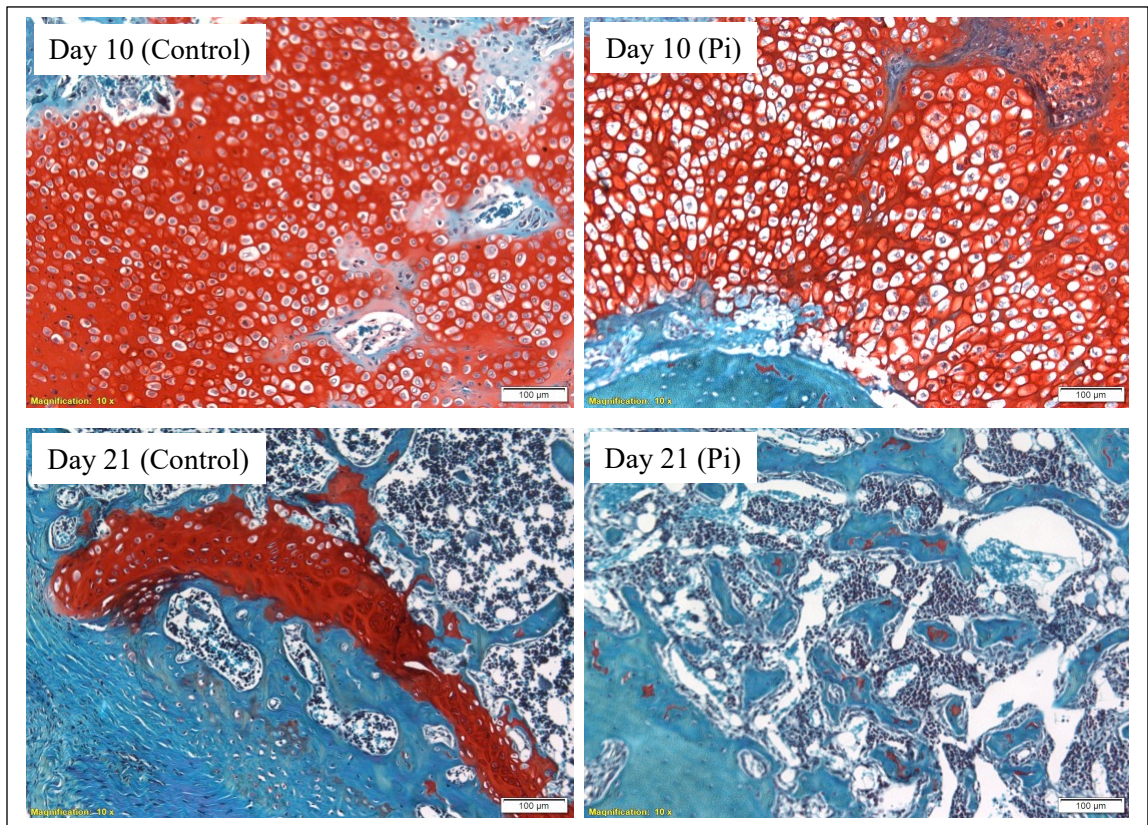 Day 10 (Control)
Day 10 (Pi)
Magnification: 10 x
100 µm
Magnification: 10 x
100 µm
Day 21 (Control)
Day 21 (Pi)
Magnification: 10 x
100 µm
Magnification: 10 x
100 µm